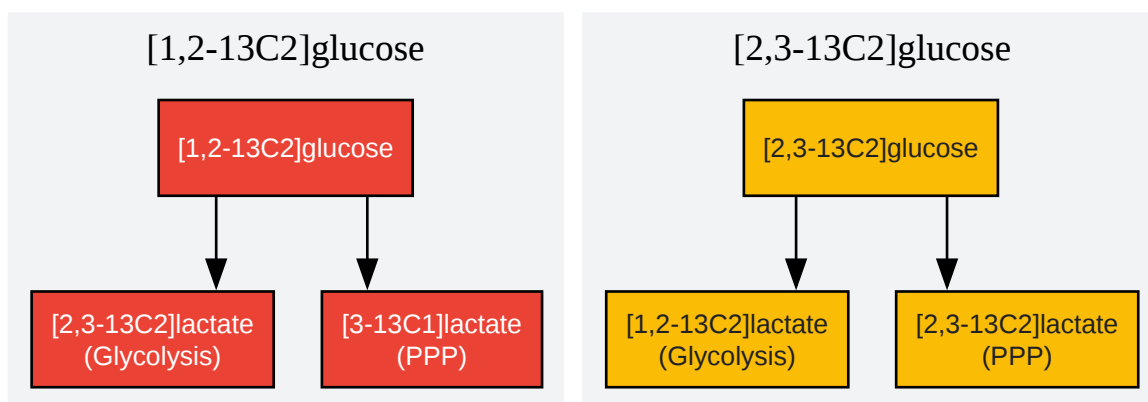 [1,2-13C2]glucose
[1,2-13C2]glucose
[2,3-13C2]lactate
(Glycolysis)
[3-13C1]lactate
(PPP)
[2,3-13C2]glucose
[2,3-13C2]glucose
[1,2-13C2]lactate
(Glycolysis)
[2,3-13C2]lactate
(PPP)